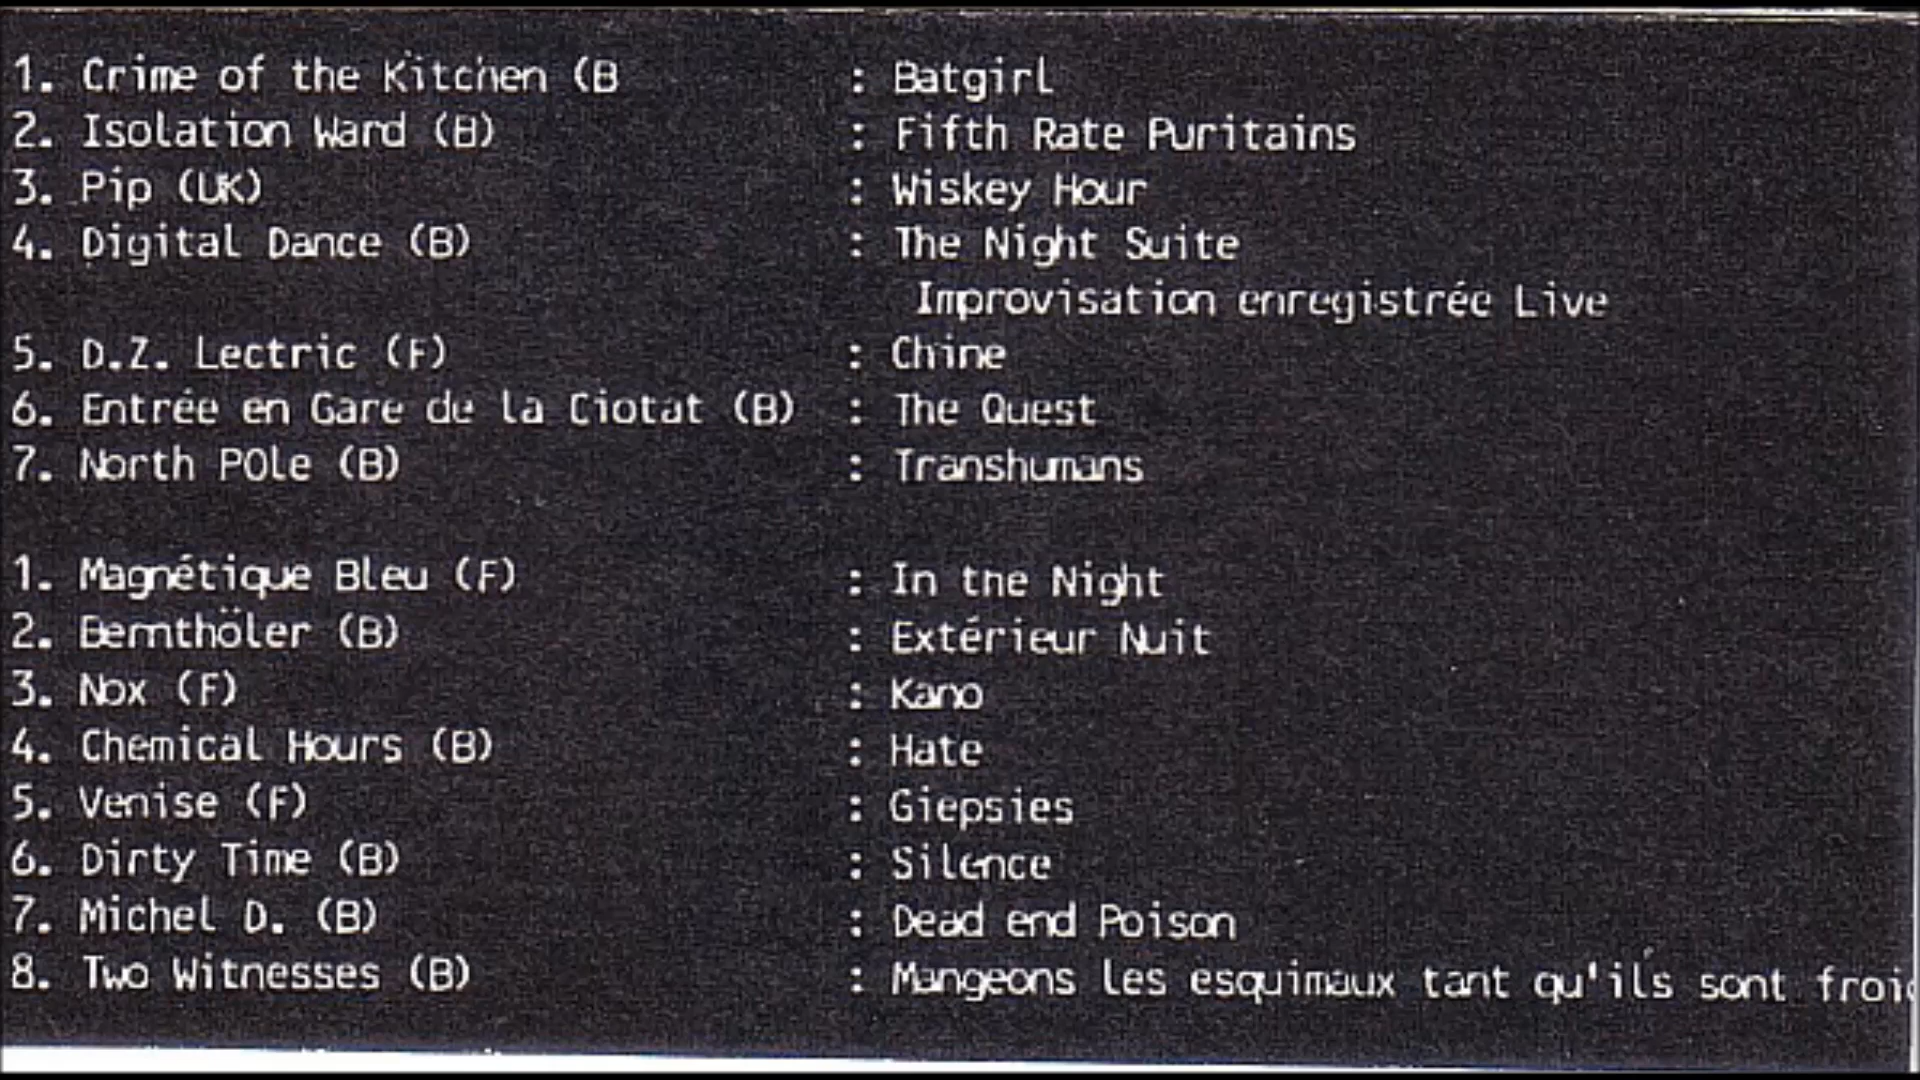 1. Crime of the Kitchen (B : Batgirl
2. Isolation Ward (B) : Fifth Rate Puritains
3. Pip (UK) : Wiskey Hour
4. Digital Dance (B) : The Night Suite
Improvisation enregistrée Live
5. D.Z. Lectric (F) : Chine
6. Entrée en Gare de la Ciotat (B) : The Quest
7. North POle (B) : Transhumans
1. Magnétique Bleu (F) : In the Night
2. Bernthöler (B) : Extérieur Nuit
3. Nox (F) : Kano
4. Chemical Hours (B) : Hate
5. Venise (F) : Giepsies
6. Dirty Time (B) : Silence
7. Michel D. (B) : Dead end Poison
8. Two Witnesses (B) : Mangeons les esquimaux tant qu'ils sont